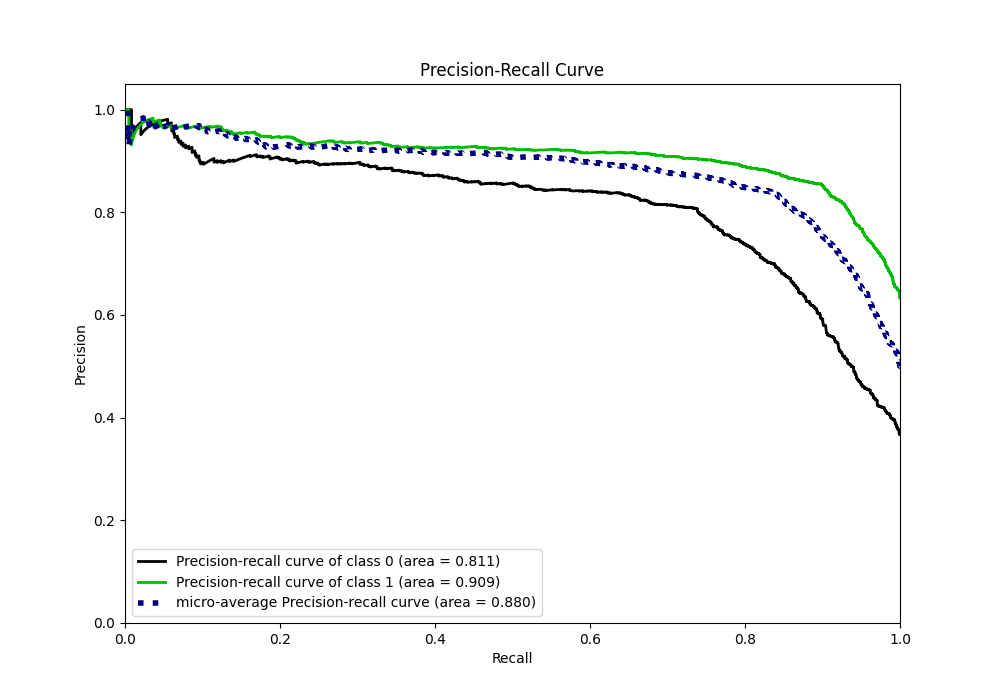 Precision-Recall Curve
1.0
0.8
0.6
0.4
0.2
0.0
Precision
Precision-recall curve of class 0 (area = 0.811)
Precision-recall curve of class 1 (area = 0.909)
micro-average Precision-recall curve (area = 0.880)
0.0 0.2 0.4 0.6 0.8 1.0
Recall